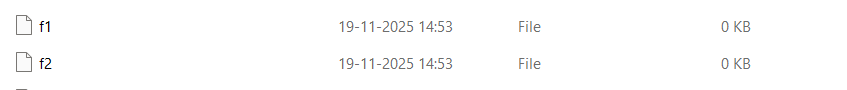 f1 19-11-2025 14:53 File 0 KB
f2 19-11-2025 14:53 File 0 KB